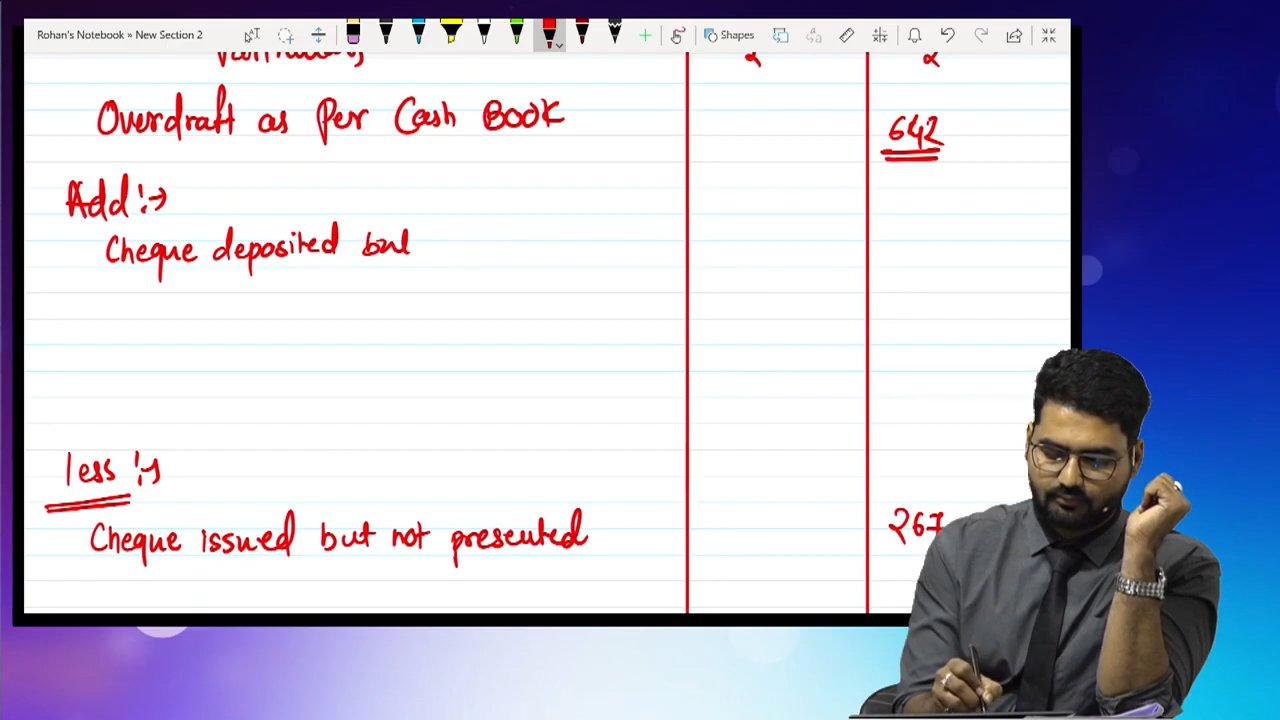 Rohan's Notebook » New Section 2
Shapes
Overdraft as Per Cash Book
642
Add :→
Cheque deposited
less :→
Cheque issued but not presented
267